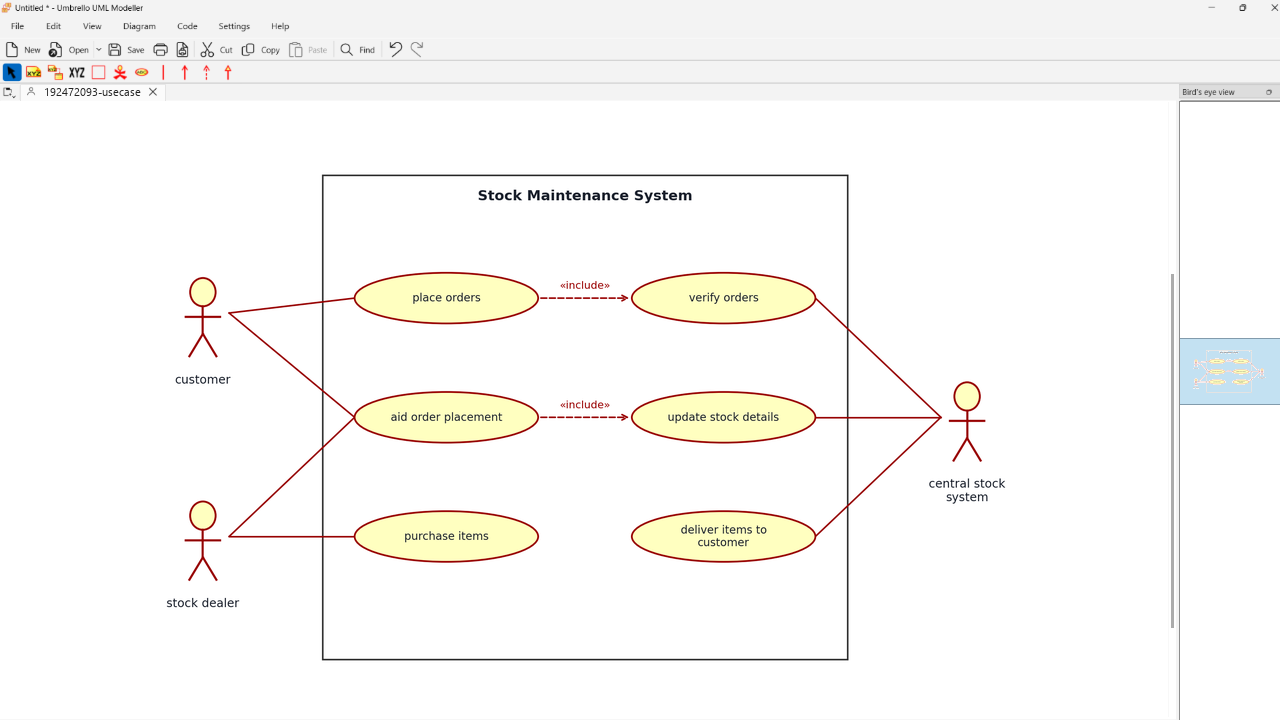 Untitled * - Umbrello UML Modeller
File Edit View Diagram Code Settings Help
New Open Save Cut Copy Paste Find
XYZ XYZ
192472093-usecase
Bird's eye view
Stock Maintenance System
place orders
«include»
verify orders
customer
aid order placement
«include»
update stock details
central stock
system
purchase items
deliver items to
customer
stock dealer